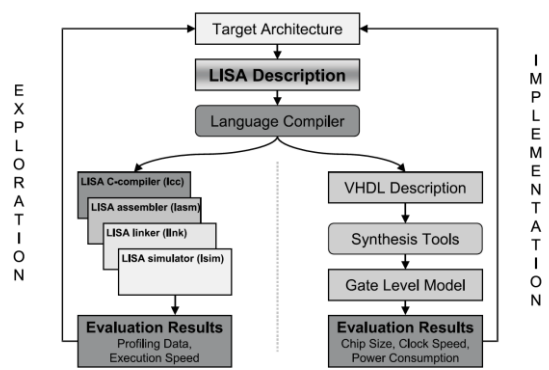 Target Architecture
LISA Description
Language Compiler
EXPLORATION
LISA C-compiler (lcc)
LISA assembler (lasm)
LISA linker (llnk)
LISA simulator (lsim)
Evaluation Results
Profiling Data,
Execution Speed
VHDL Description
Synthesis Tools
Gate Level Model
Evaluation Results
Chip Size, Clock Speed,
Power Consumption
IMPLEMENTATION